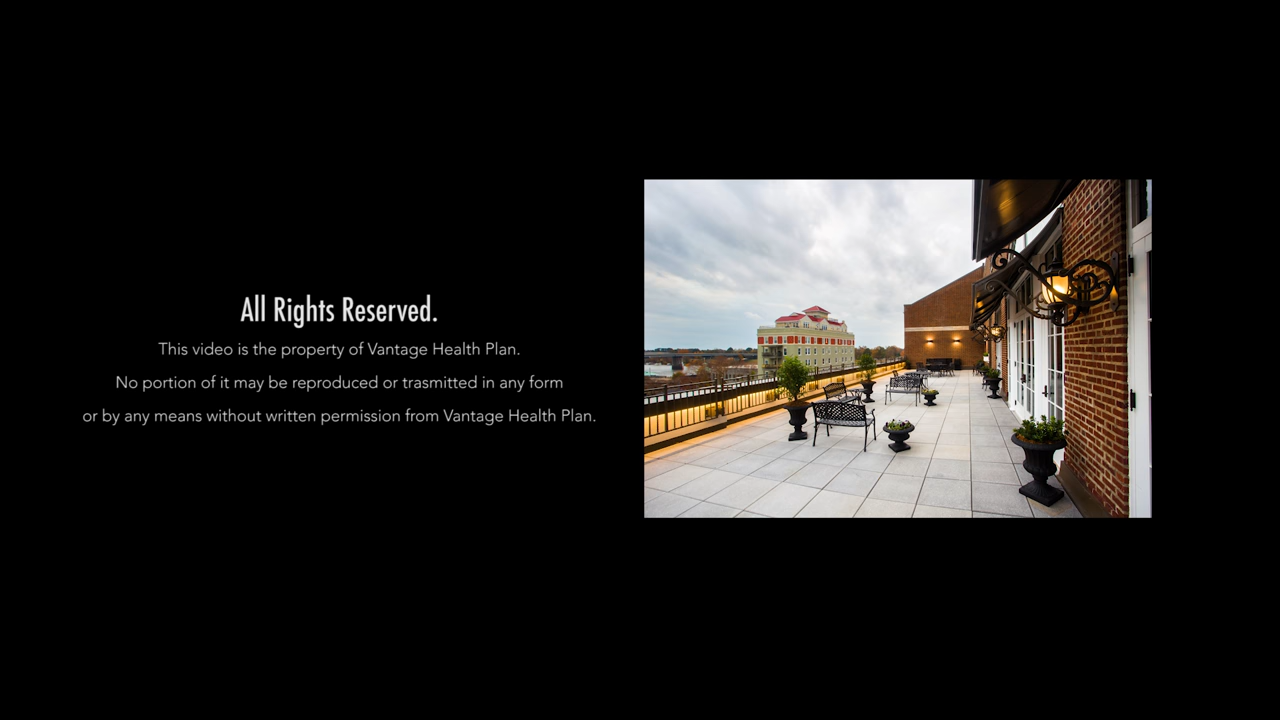 All Rights Reserved.
This video is the property of Vantage Health Plan.
No portion of it may be reproduced or trasmitted in any form
or by any means without written permission from Vantage Health Plan.